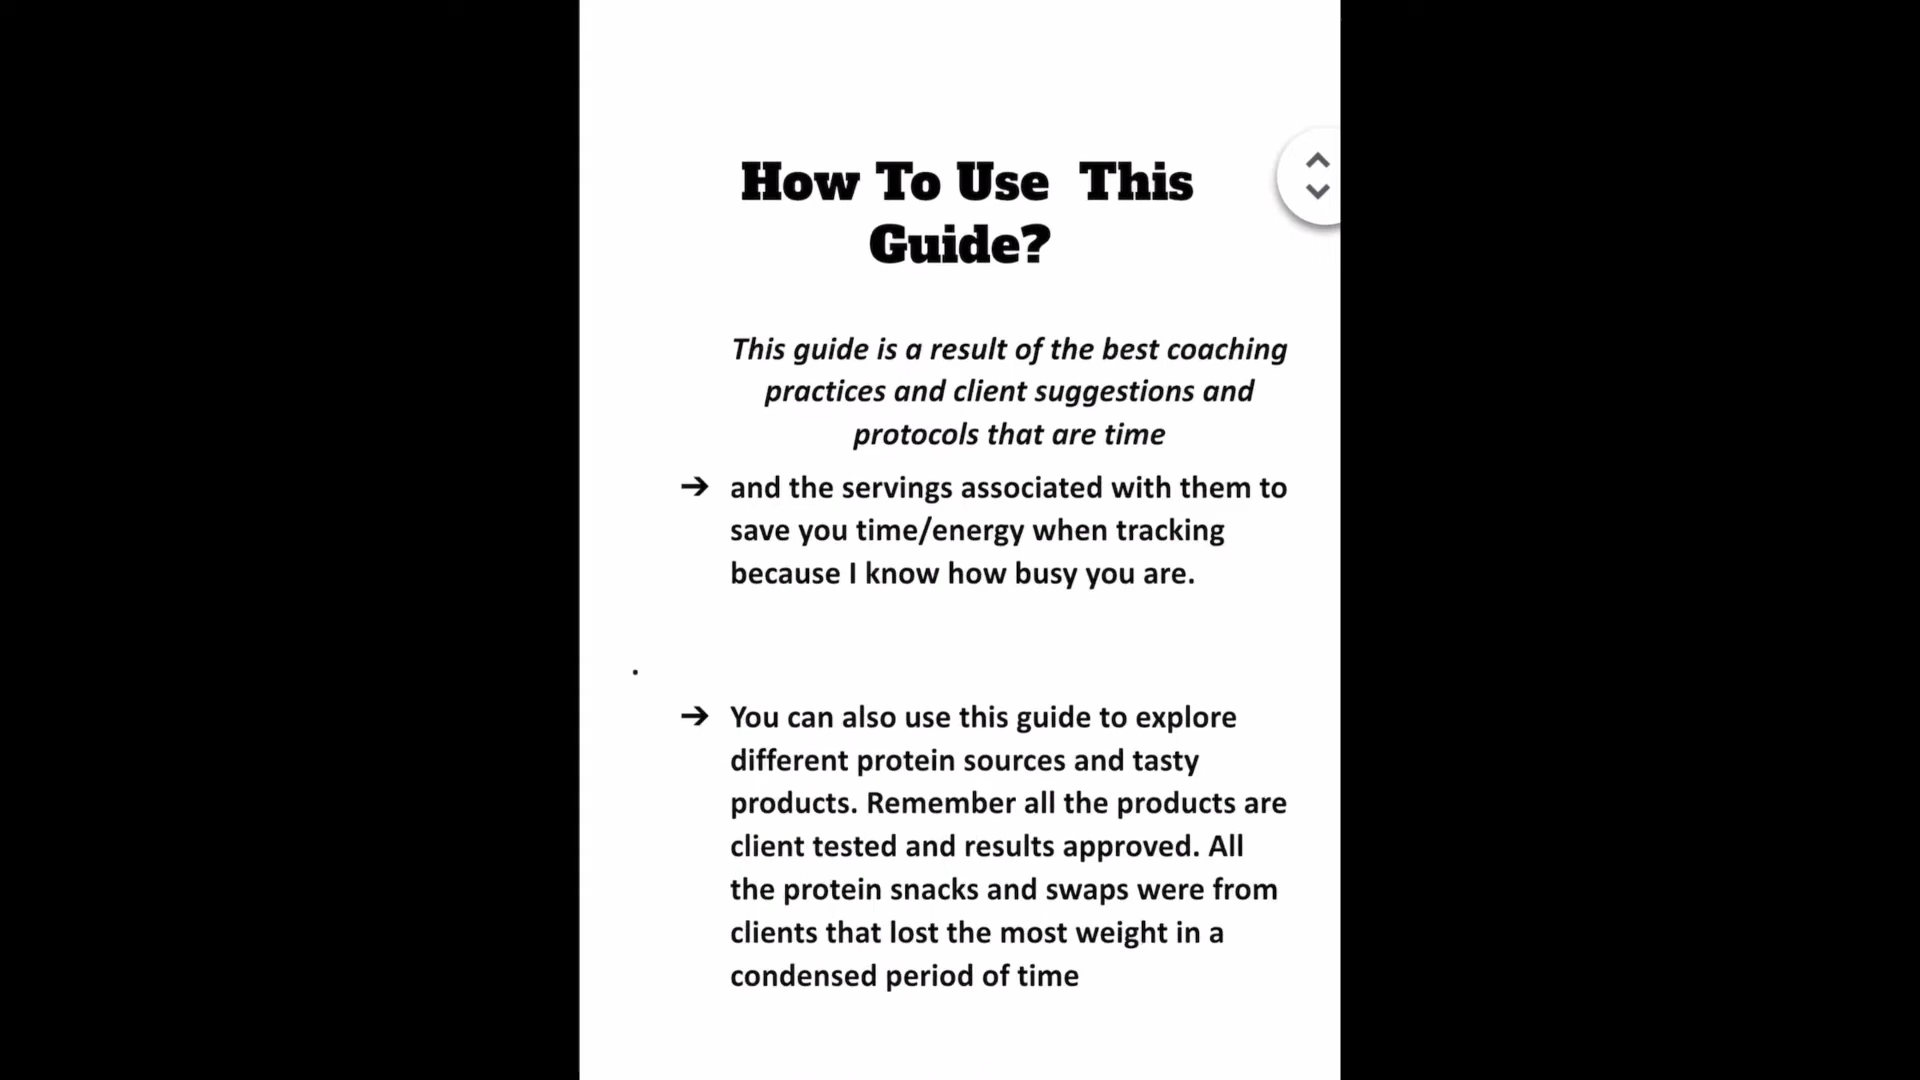 How To Use  This
Guide?
This guide is a result of the best coaching
practices and client suggestions and
protocols that are time
➔ and the servings associated with them to
save you time/energy when tracking
because I know how busy you are.
.
➔ You can also use this guide to explore
different protein sources and tasty
products. Remember all the products are
client tested and results approved. All
the protein snacks and swaps were from
clients that lost the most weight in a
condensed period of time